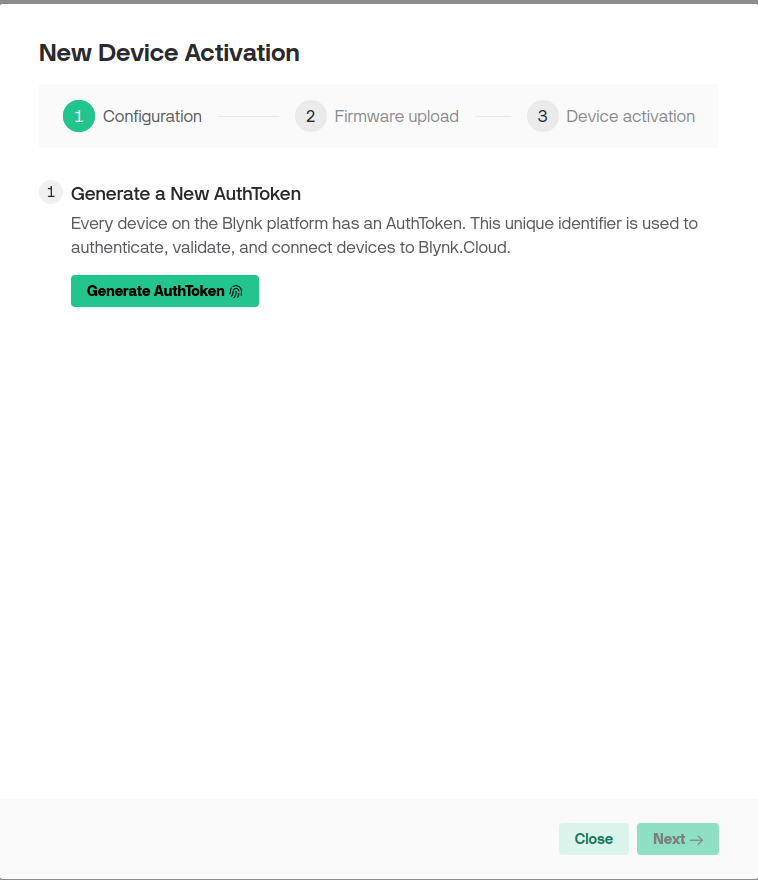 New Device Activation
1 Configuration 2 Firmware upload 3 Device activation
1 Generate a New AuthToken
Every device on the Blynk platform has an AuthToken. This unique identifier is used to
authenticate, validate, and connect devices to Blynk.Cloud.
Generate AuthToken
Close Next →